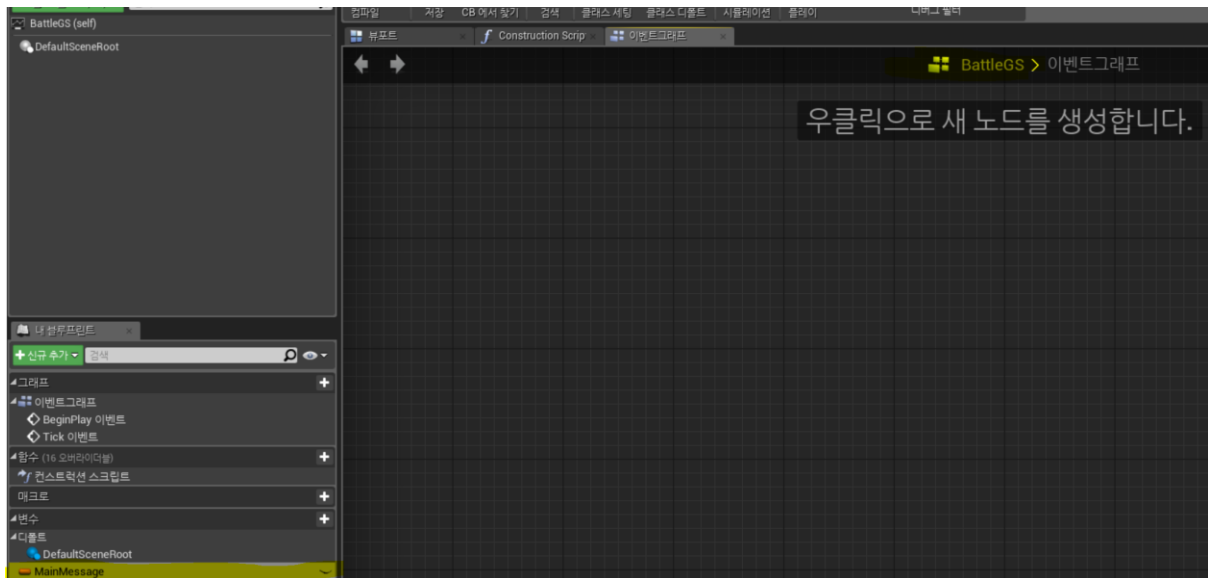 BattleGS (self)
DefaultSceneRoot
컴파일 저장 CB 에서 찾기 검색 클래스 세팅 클래스 디폴트 시뮬레이션 플레이 디버그 필터
뷰포트 Construction Scrip 이벤트그래프
BattleGS > 이벤트그래프
우클릭으로 새 노드를 생성합니다.
내 블루프린트
신규 추가 검색
그래프
이벤트그래프
BeginPlay 이벤트
Tick 이벤트
함수 (16 오버라이더블)
컨스트럭션 스크립트
매크로
변수
디폴트
DefaultSceneRoot
MainMessage